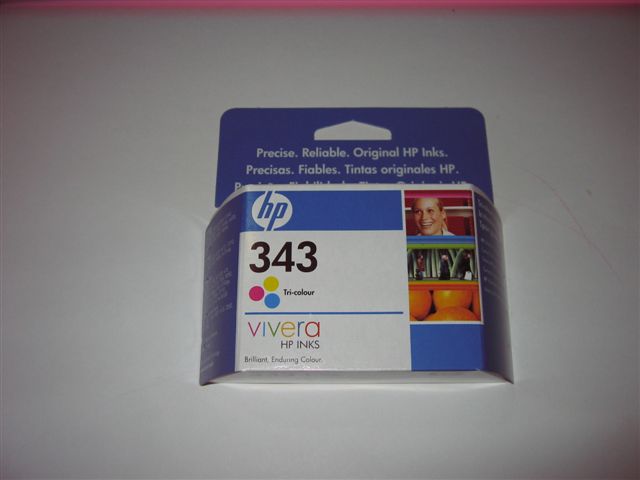 Precise. Reliable. Original HP Inks.
Precisas. Fiables. Tintas originales HP.
hp
343
Tri-colour
vivera
HP INKS
Brilliant, Enduring Colour.